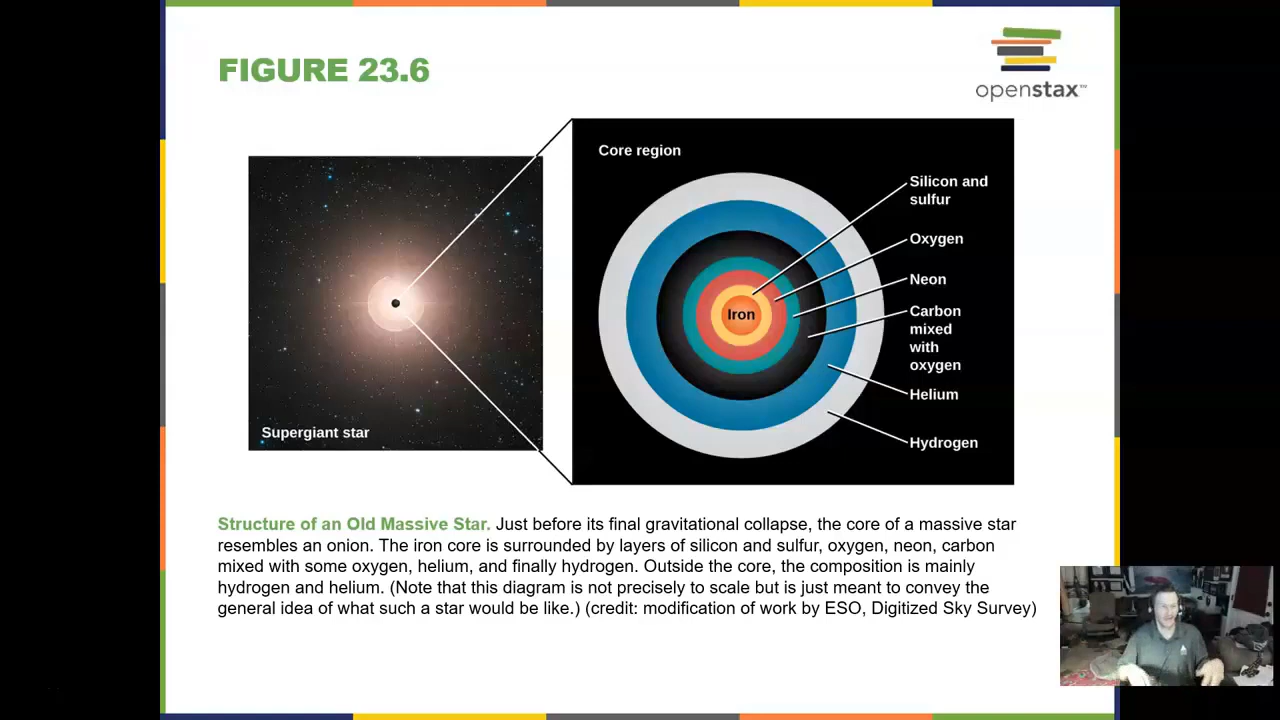 FIGURE 23.6
openstax™
Core region
Silicon and
sulfur
Oxygen
Neon
Carbon
mixed
with
oxygen
Helium
Hydrogen
Iron
Supergiant star
Structure of an Old Massive Star. Just before its final gravitational collapse, the core of a massive star
resembles an onion. The iron core is surrounded by layers of silicon and sulfur, oxygen, neon, carbon
mixed with some oxygen, helium, and finally hydrogen. Outside the core, the composition is mainly
hydrogen and helium. (Note that this diagram is not precisely to scale but is just meant to convey the
general idea of what such a star would be like.) (credit: modification of work by ESO, Digitized Sky Survey)